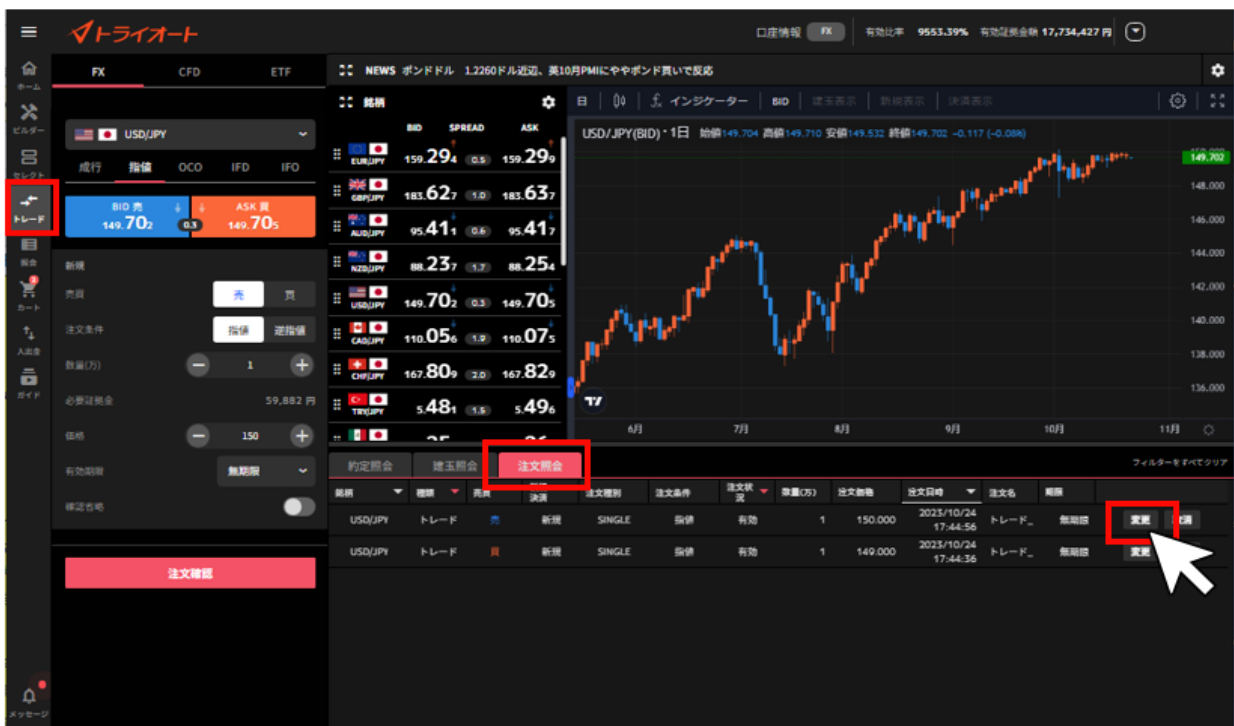 トライオート
口座情報 FX 有効比率 9553.39% 有効証拠金額 17,734,427 円
ホーム
ビルダー
セレクト
トレード
照会
カート
入出金
ガイド
メッセージ
FX CFD ETF
USD/JPY
成行 指値 OCO IFD IFO
BID 売 ASK 買
149.702 0.3 149.705
新規
売買 売 買
注文条件 指値 逆指値
数量(万) 1
必要証拠金 59,882 円
価格 150
有効期限 無期限
確認省略
注文確認
NEWS ポンドドル 1.2260ドル近辺、英10月PMIにややポンド買いで反応
銘柄
BID SPREAD ASK
EUR/JPY 159.294 0.5 159.299
GBP/JPY 183.627 1.0 183.637
AUD/JPY 95.411 0.6 95.417
NZD/JPY 88.237 1.7 88.254
USD/JPY 149.702 0.3 149.705
CAD/JPY 110.056 1.9 110.075
CHF/JPY 167.809 2.0 167.829
TRY/JPY 5.481 1.5 5.496
日 インジケーター BID 建玉表示 新規表示 決済表示
USD/JPY(BID)・1日 始値149.704 高値149.710 安値149.532 終値149.702 -0.117 (-0.08%)
149.702
148.000
146.000
144.000
142.000
140.000
138.000
136.000
6月 7月 8月 9月 10月 11月
約定照会 建玉照会 注文照会
フィルターをすべてクリア
銘柄 種類 売買 決済 注文種別 注文条件 注文状況 数量(万) 注文価格 注文日時 注文名 期限
USD/JPY トレード 売 新規 SINGLE 指値 有効 1 150.000 2023/10/24 17:44:56 トレード_ 無期限 変更
USD/JPY トレード 買 新規 SINGLE 指値 有効 1 149.000 2023/10/24 17:44:36 トレード_ 無期限 変更